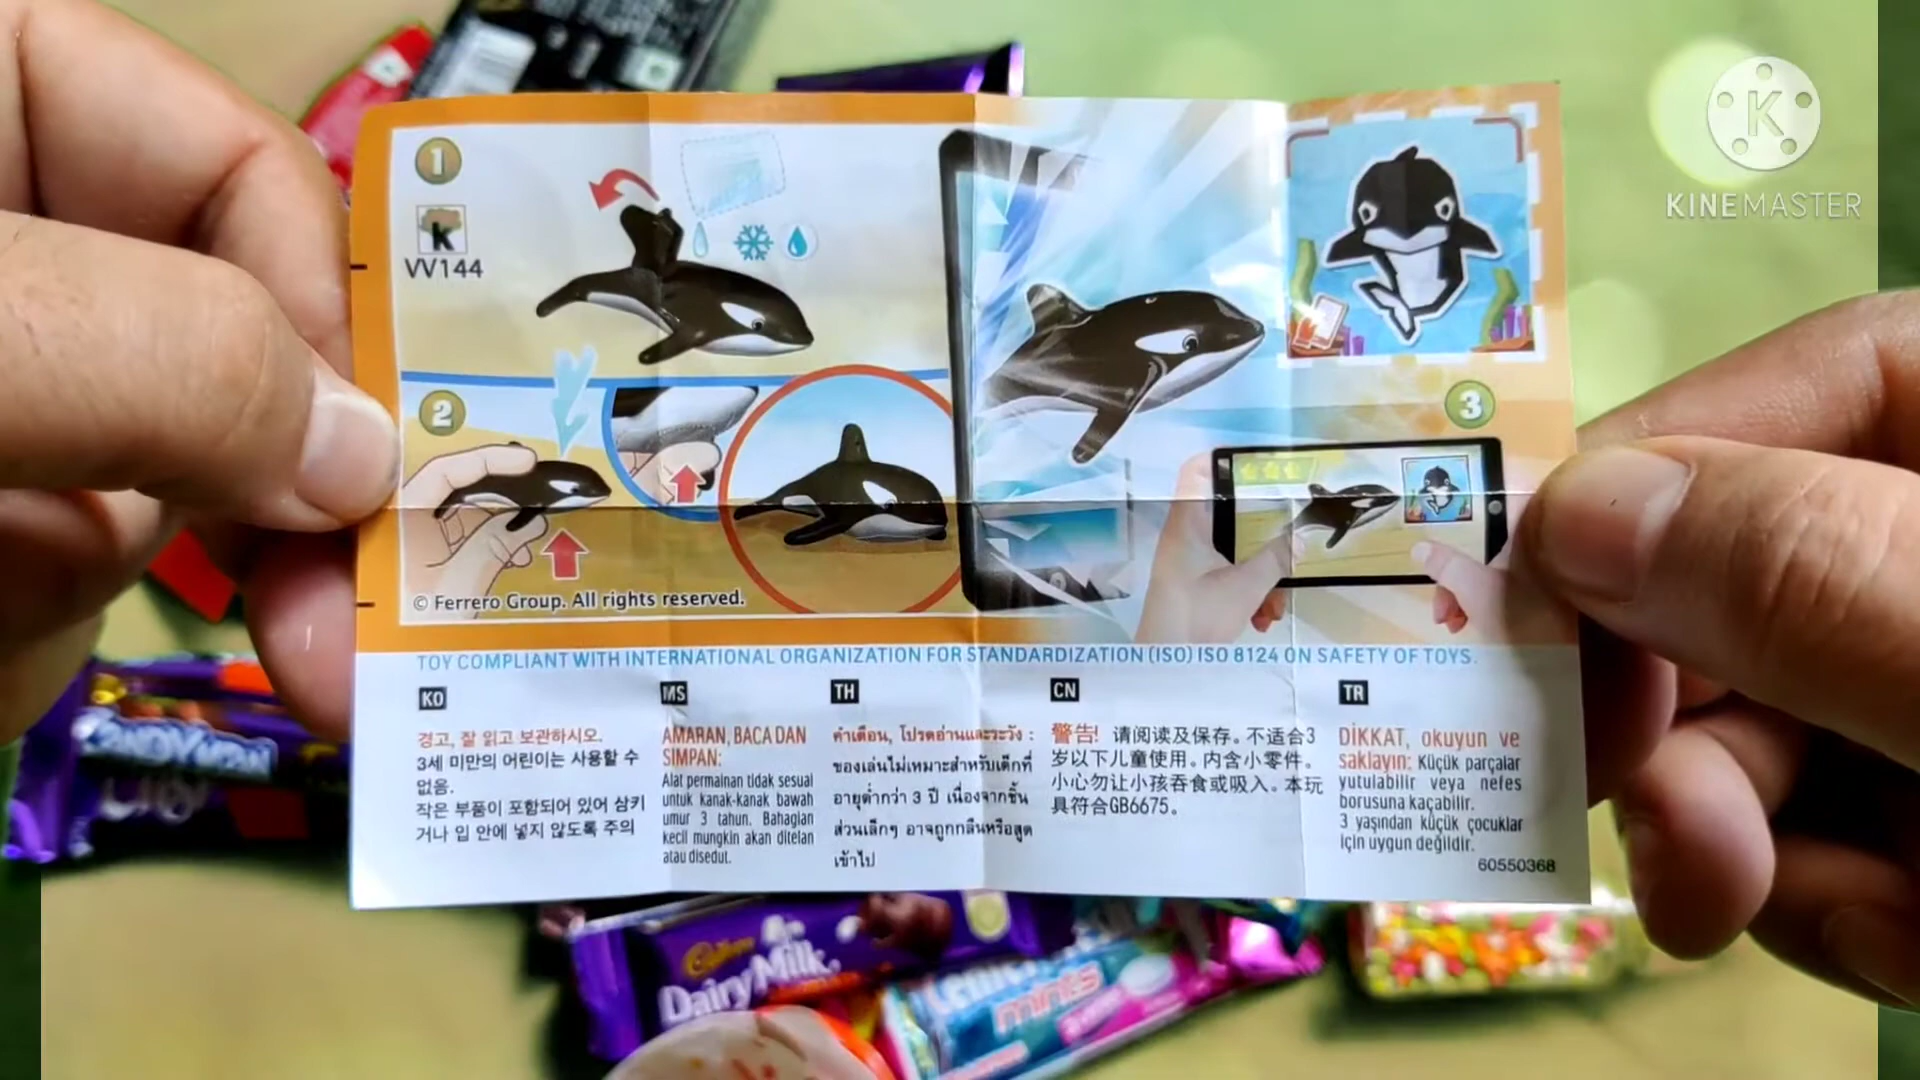 KINEMASTER
1
K
VV144
2
3
© Ferrero Group. All rights reserved.
TOY COMPLIANT WITH INTERNATIONAL ORGANIZATION FOR STANDARDIZATION (ISO) ISO 8124 ON SAFETY OF TOYS.
KO
경고, 잘 읽고 보관하시오.
3세 미만의 어린이는 사용할 수
없음.
작은 부품이 포함되어 있어 삼키
거나 입 안에 넣지 않도록 주의
MS
AMARAN, BACA DAN
SIMPAN:
Alat permainan tidak sesuai
untuk kanak-kanak bawah
umur 3 tahun. Bahagian
kecil mungkin akan ditelan
atau disedut.
TH
คำเตือน, โปรดอ่านและระวัง :
ของเล่นไม่เหมาะสำหรับเด็กที่
อายุต่ำกว่า 3 ปี เนื่องจากชิ้น
ส่วนเล็กๆ อาจถูกกลืนหรือสูด
เข้าไป
CN
警告! 请阅读及保存。不适合3
岁以下儿童使用。内含小零件。
小心勿让小孩吞食或吸入。本玩
具符合GB6675。
TR
DİKKAT, okuyun ve
saklayın: Küçük parçalar
yutulabilir veya nefes
borusuna kaçabilir.
3 yaşından küçük çocuklar
için uygun değildir.
60550368
Dairy Milk
mints